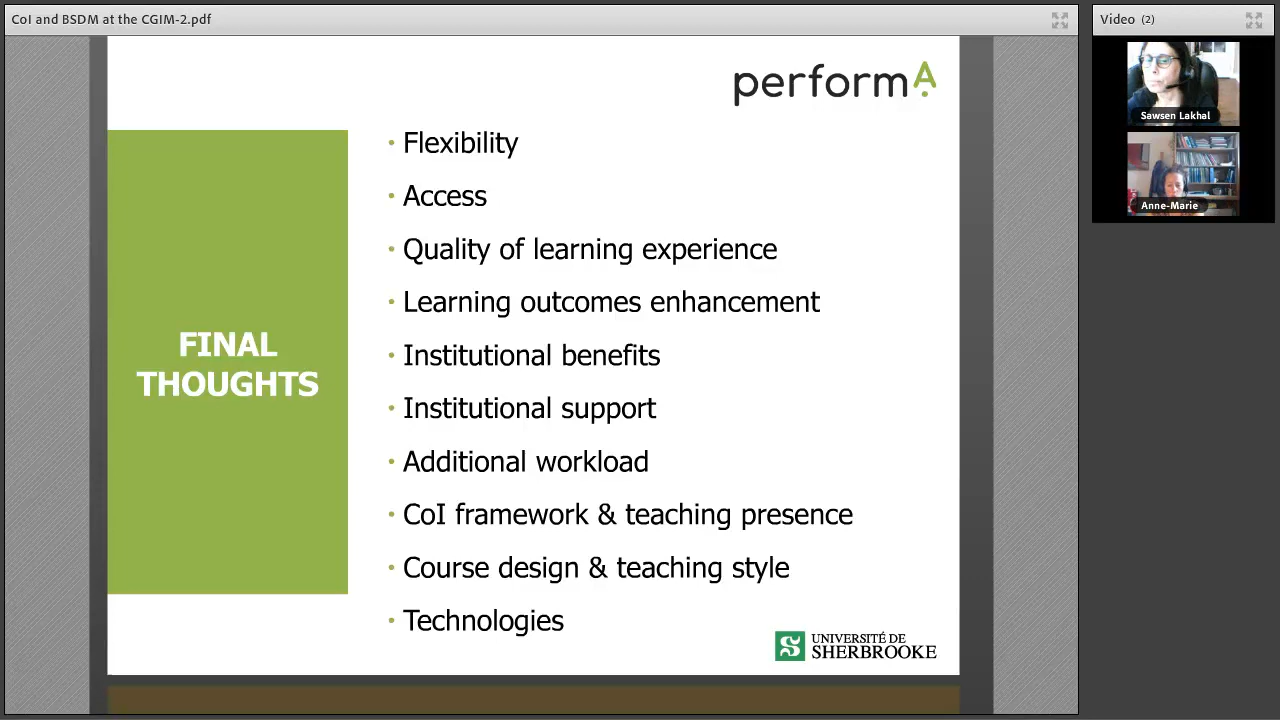 CoI and BSDM at the CGIM-2.pdf
Video (2)
Sawsen Lakhal
Anne-Marie
performA
FINAL
THOUGHTS
• Flexibility
• Access
• Quality of learning experience
• Learning outcomes enhancement
• Institutional benefits
• Institutional support
• Additional workload
• CoI framework & teaching presence
• Course design & teaching style
• Technologies
UNIVERSITÉ DE
SHERBROOKE